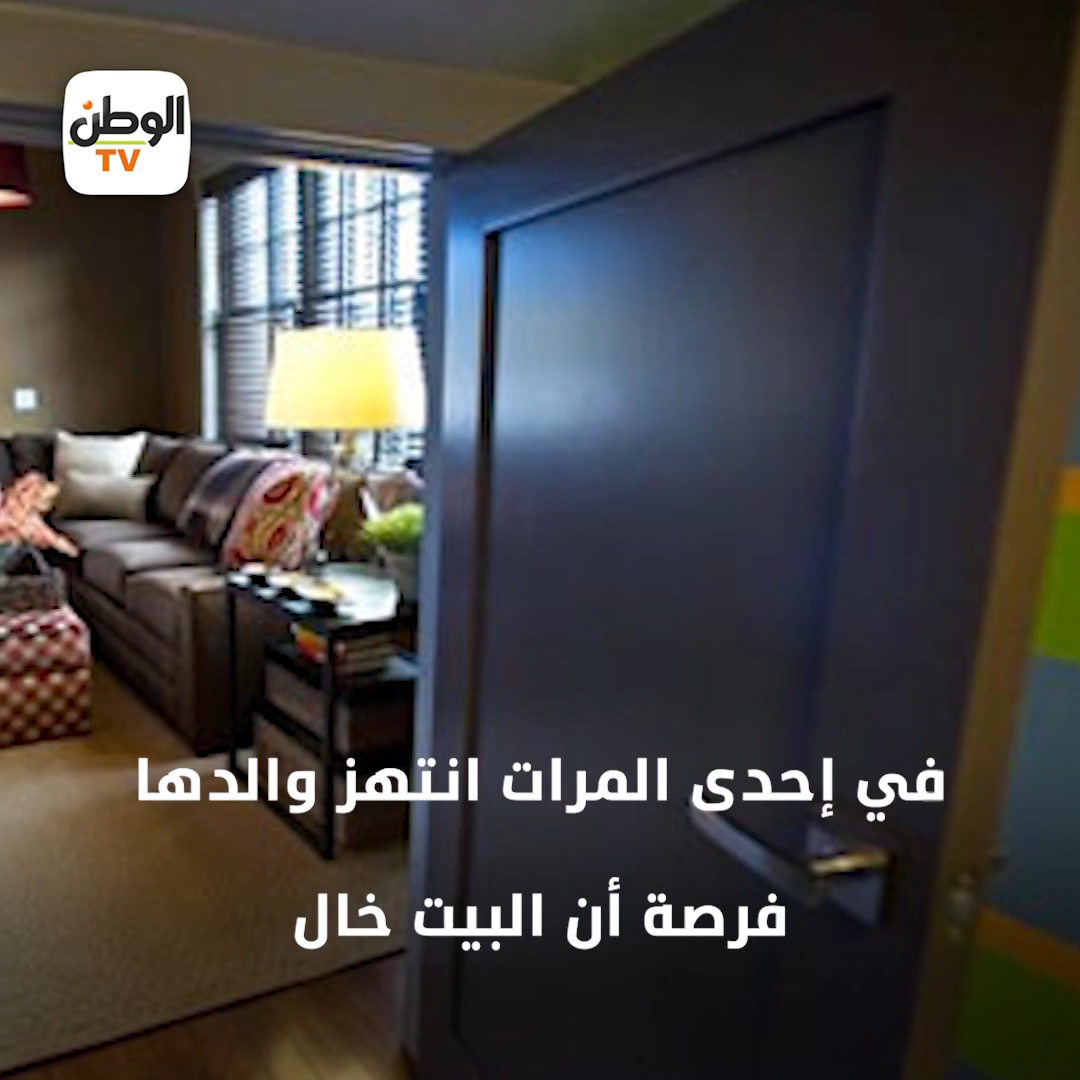 الوطن
TV
في إحدى المرات انتهز والدها
فرصة أن البيت خال